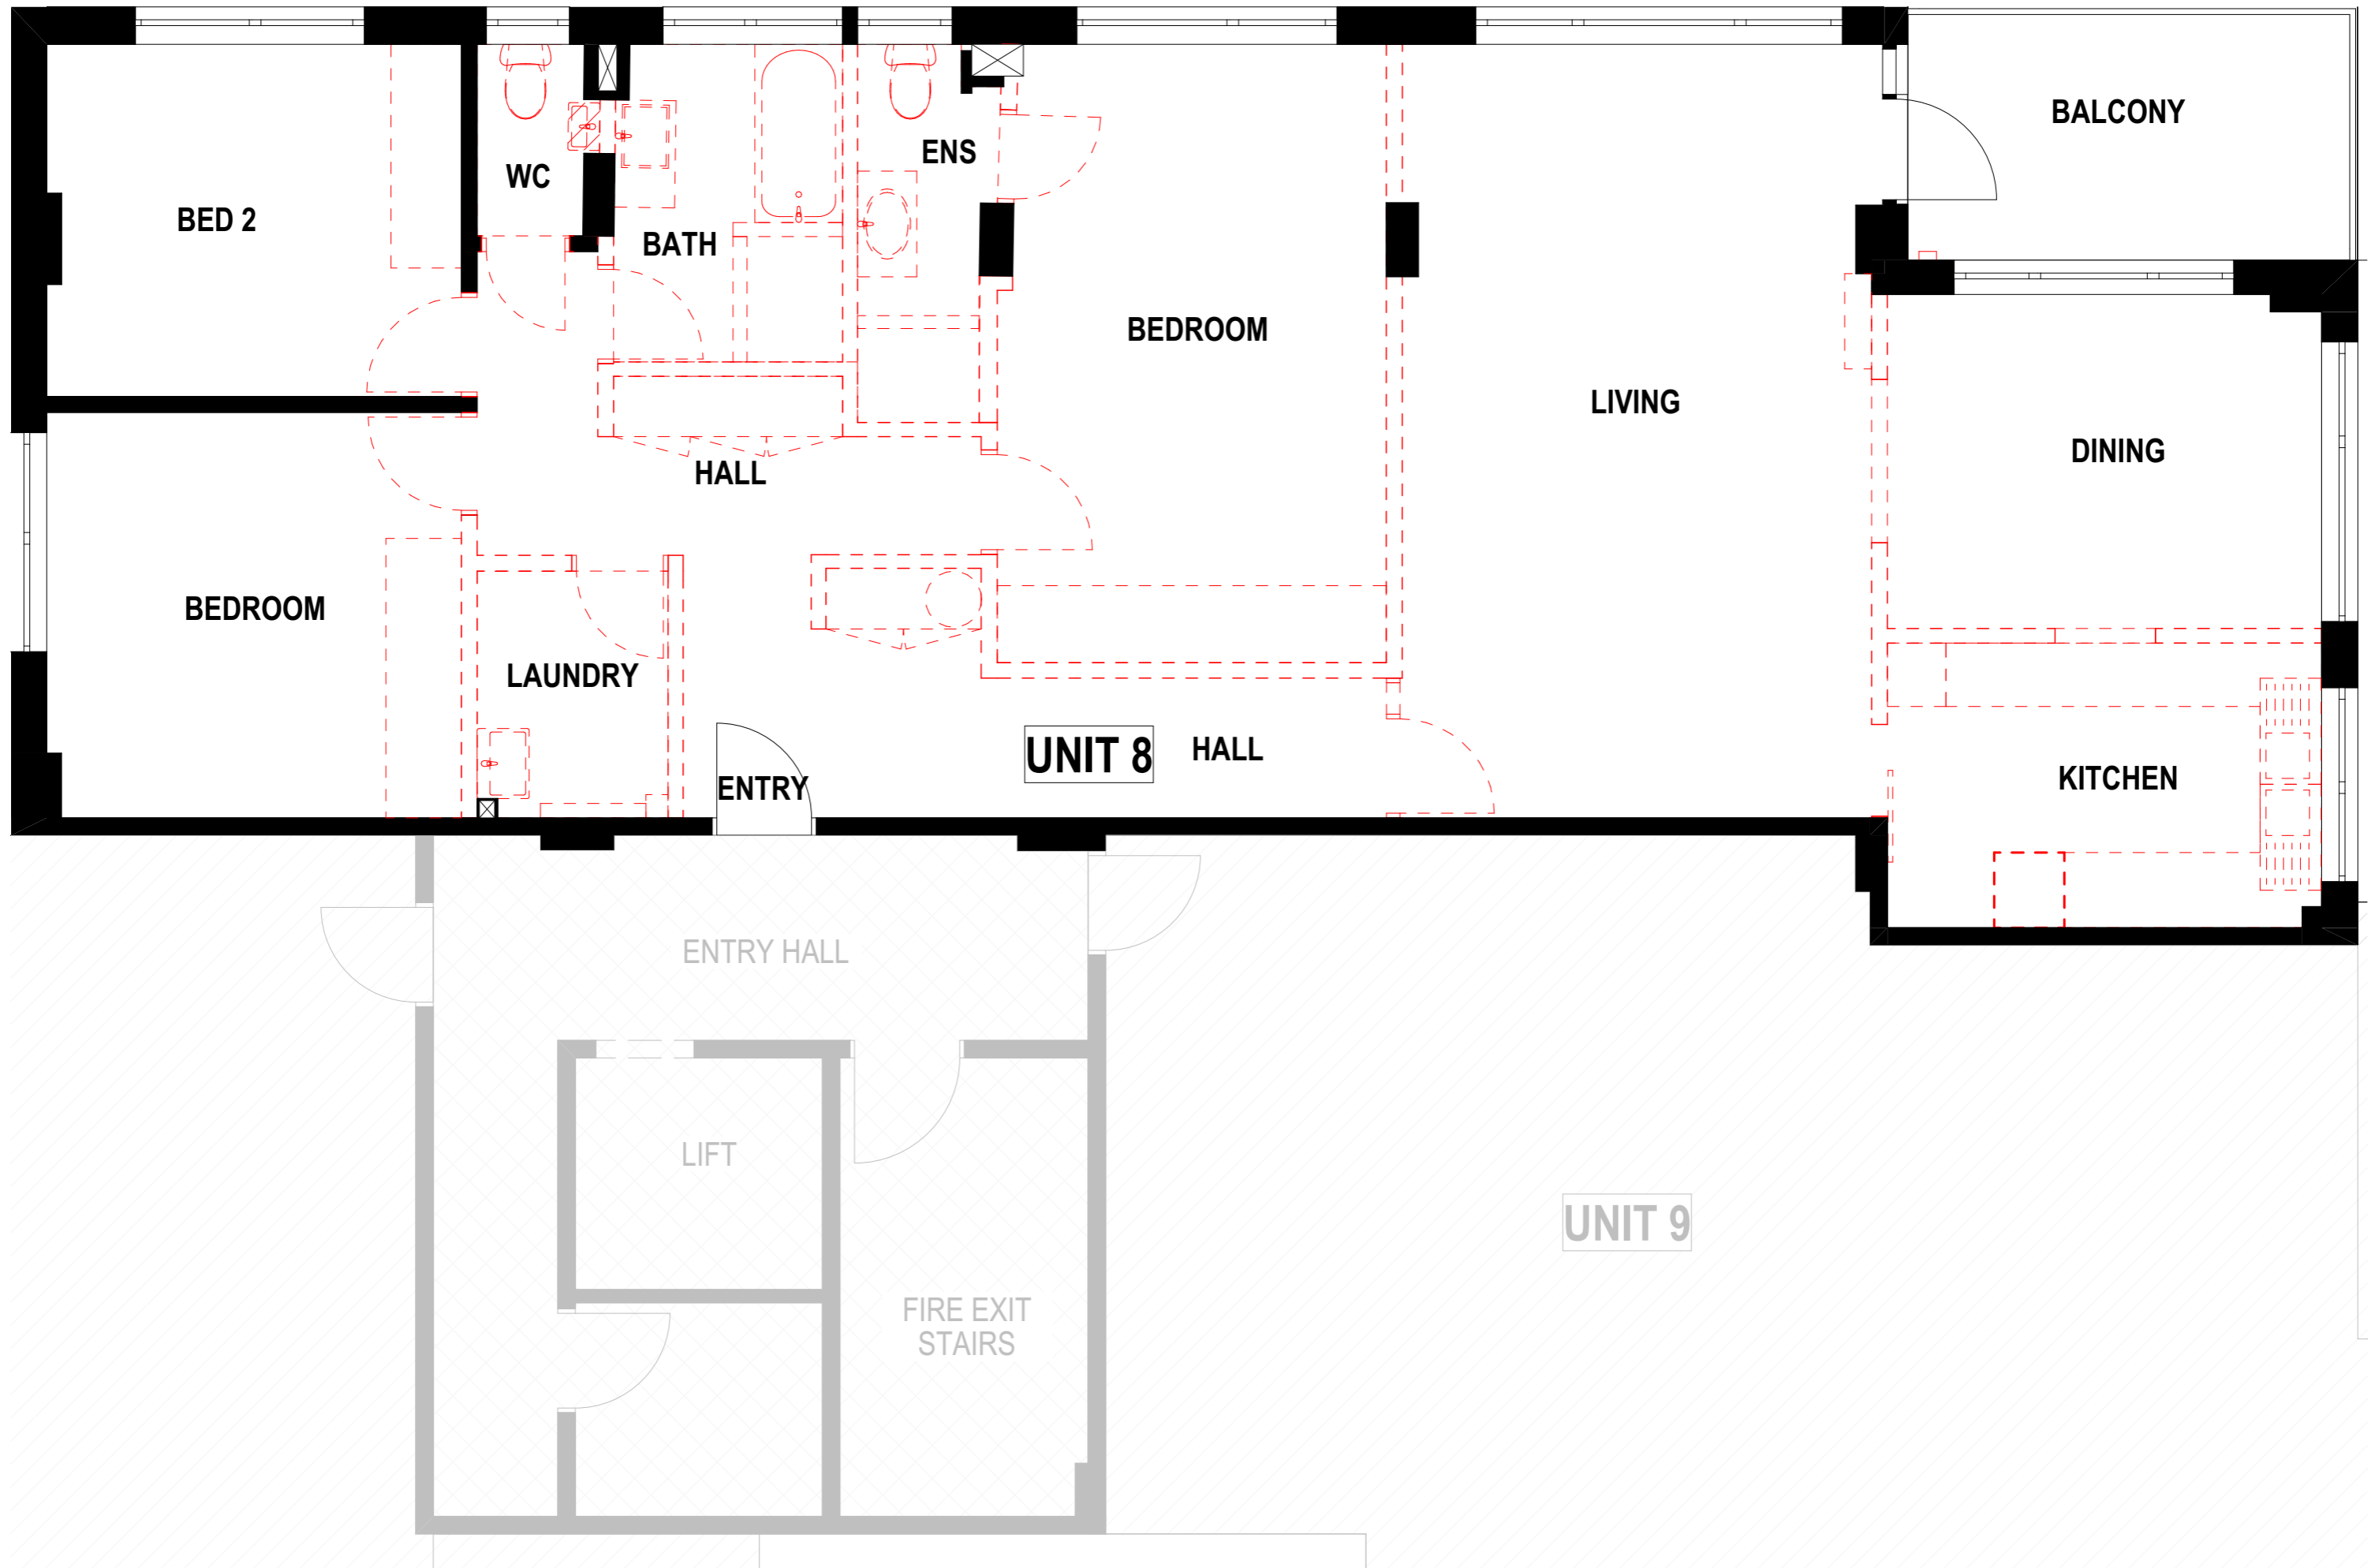 BALCONY
ENS
WC
BED 2
BATH
BEDROOM
LIVING
DINING
HALL
BEDROOM
LAUNDRY
UNIT 8
HALL
KITCHEN
ENTRY
ENTRY HALL
LIFT
UNIT 9
FIRE EXIT
STAIRS